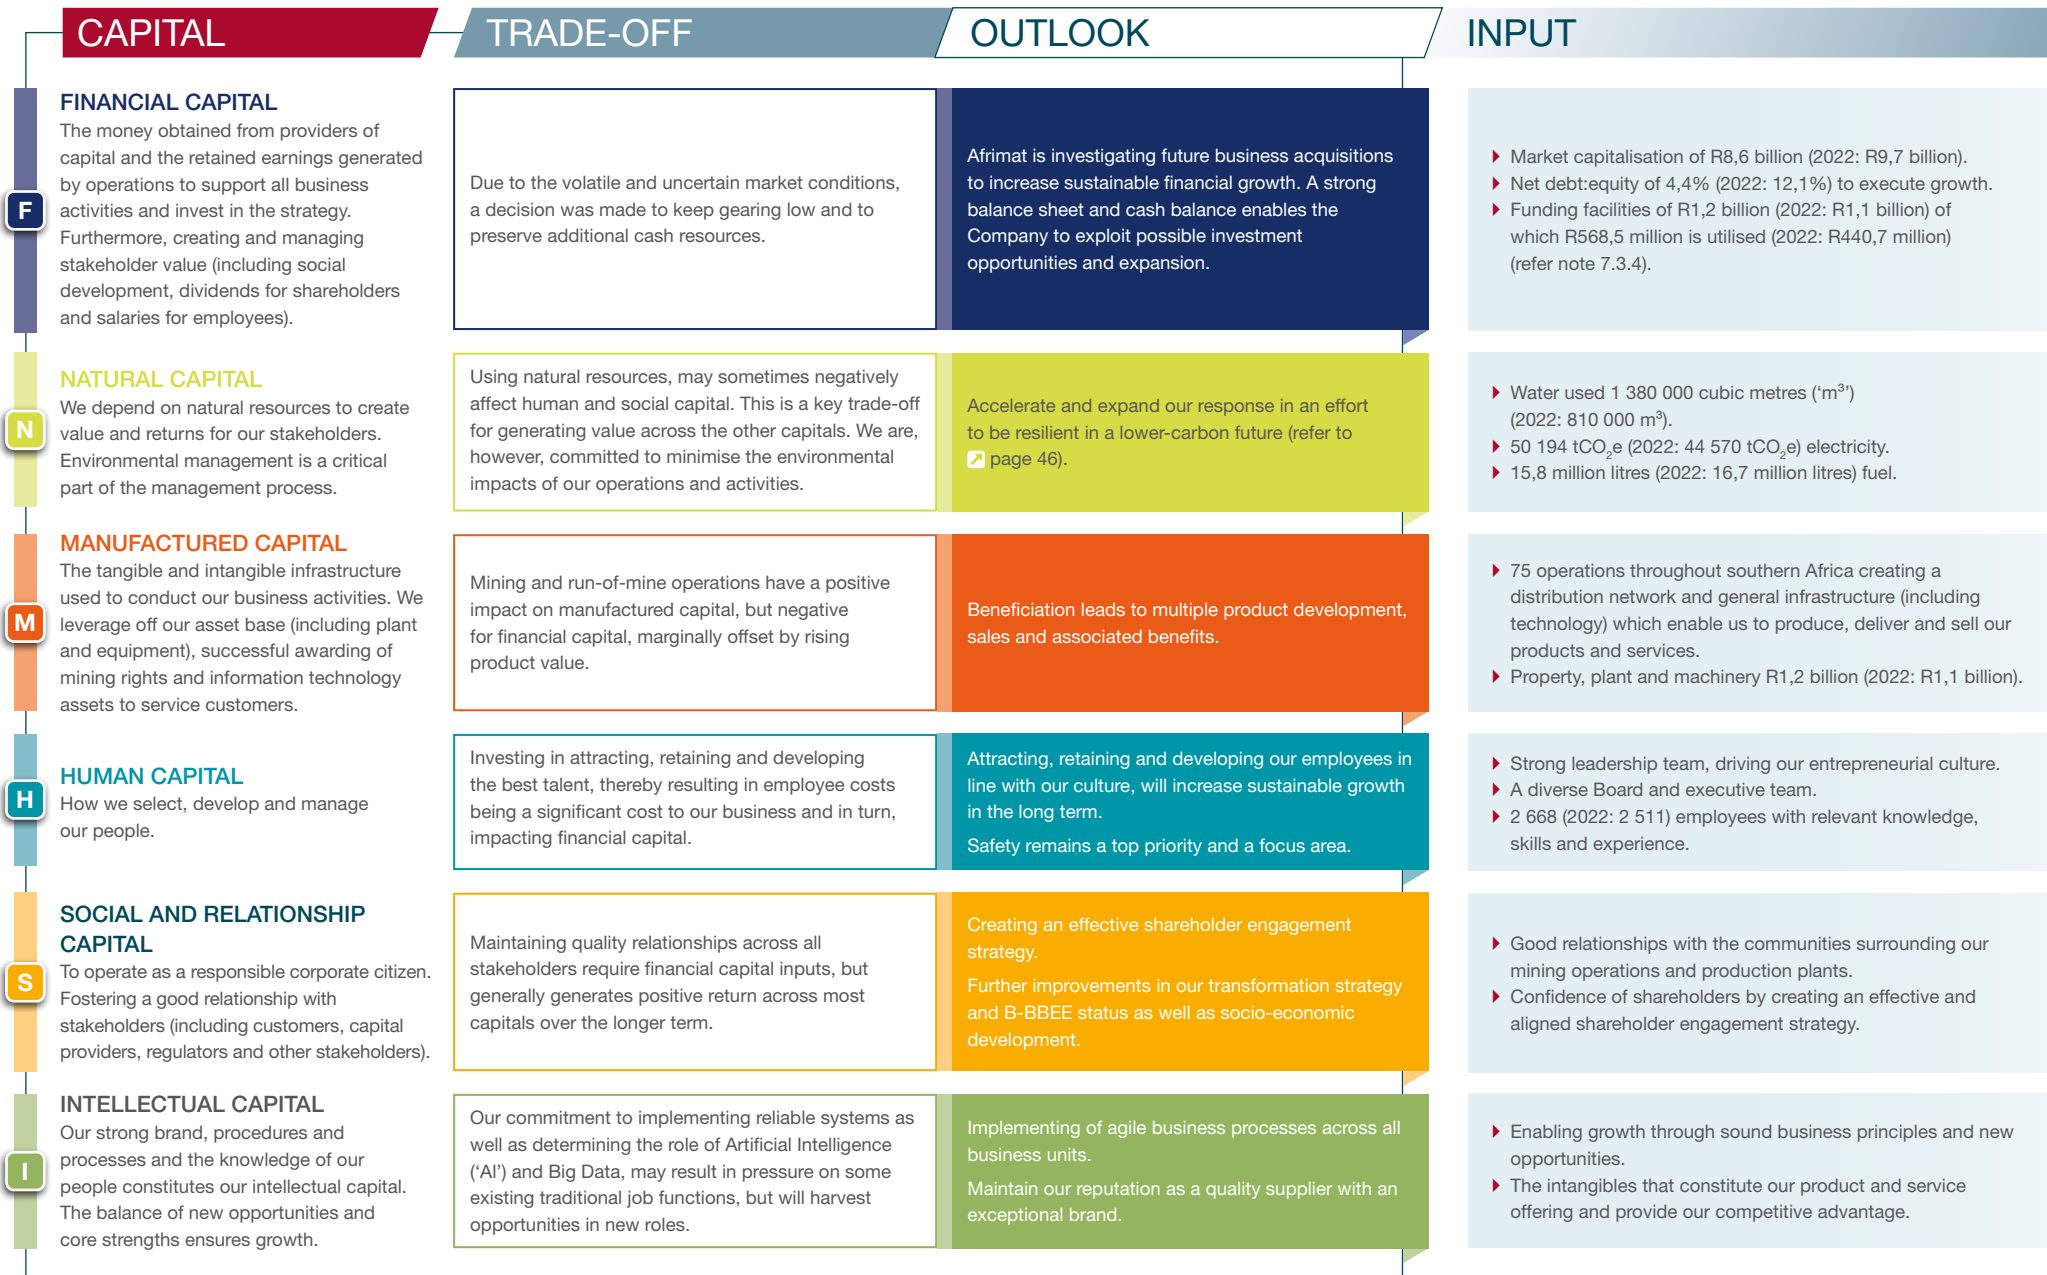 CAPITAL
TRADE-OFF
OUTLOOK
INPUT
F
FINANCIAL CAPITAL
The money obtained from providers of
capital and the retained earnings generated
by operations to support all business
activities and invest in the strategy.
Furthermore, creating and managing
stakeholder value (including social
development, dividends for shareholders
and salaries for employees).
Due to the volatile and uncertain market conditions,
a decision was made to keep gearing low and to
preserve additional cash resources.
Afrimat is investigating future business acquisitions
to increase sustainable financial growth. A strong
balance sheet and cash balance enables the
Company to exploit possible investment
opportunities and expansion.
Market capitalisation of R8,6 billion (2022: R9,7 billion).
Net debt:equity of 4,4% (2022: 12,1%) to execute growth.
Funding facilities of R1,2 billion (2022: R1,1 billion) of
which R568,5 million is utilised (2022: R440,7 million)
(refer note 7.3.4).
N
NATURAL CAPITAL
We depend on natural resources to create
value and returns for our stakeholders.
Environmental management is a critical
part of the management process.
Using natural resources, may sometimes negatively
affect human and social capital. This is a key trade-off
for generating value across the other capitals. We are,
however, committed to minimise the environmental
impacts of our operations and activities.
Accelerate and expand our response in an effort
to be resilient in a lower-carbon future (refer to
page 46).
Water used 1 380 000 cubic metres (‘m³’)
(2022: 810 000 m³).
50 194 tCO₂e (2022: 44 570 tCO₂e) electricity.
15,8 million litres (2022: 16,7 million litres) fuel.
M
MANUFACTURED CAPITAL
The tangible and intangible infrastructure
used to conduct our business activities. We
leverage off our asset base (including plant
and equipment), successful awarding of
mining rights and information technology
assets to service customers.
Mining and run-of-mine operations have a positive
impact on manufactured capital, but negative
for financial capital, marginally offset by rising
product value.
Beneficiation leads to multiple product development,
sales and associated benefits.
75 operations throughout southern Africa creating a
distribution network and general infrastructure (including
technology) which enable us to produce, deliver and sell our
products and services.
Property, plant and machinery R1,2 billion (2022: R1,1 billion).
H
HUMAN CAPITAL
How we select, develop and manage
our people.
Investing in attracting, retaining and developing
the best talent, thereby resulting in employee costs
being a significant cost to our business and in turn,
impacting financial capital.
Attracting, retaining and developing our employees in
line with our culture, will increase sustainable growth
in the long term.
Safety remains a top priority and a focus area.
Strong leadership team, driving our entrepreneurial culture.
A diverse Board and executive team.
2 668 (2022: 2 511) employees with relevant knowledge,
skills and experience.
S
SOCIAL AND RELATIONSHIP
CAPITAL
To operate as a responsible corporate citizen.
Fostering a good relationship with
stakeholders (including customers, capital
providers, regulators and other stakeholders).
Maintaining quality relationships across all
stakeholders require financial capital inputs, but
generally generates positive return across most
capitals over the longer term.
Creating an effective shareholder engagement
strategy.
Further improvements in our transformation strategy
and B-BBEE status as well as socio-economic
development.
Good relationships with the communities surrounding our
mining operations and production plants.
Confidence of shareholders by creating an effective and
aligned shareholder engagement strategy.
I
INTELLECTUAL CAPITAL
Our strong brand, procedures and
processes and the knowledge of our
people constitutes our intellectual capital.
The balance of new opportunities and
core strengths ensures growth.
Our commitment to implementing reliable systems as
well as determining the role of Artificial Intelligence
(‘AI’) and Big Data, may result in pressure on some
existing traditional job functions, but will harvest
opportunities in new roles.
Implementing of agile business processes across all
business units.
Maintain our reputation as a quality supplier with an
exceptional brand.
Enabling growth through sound business principles and new
opportunities.
The intangibles that constitute our product and service
offering and provide our competitive advantage.